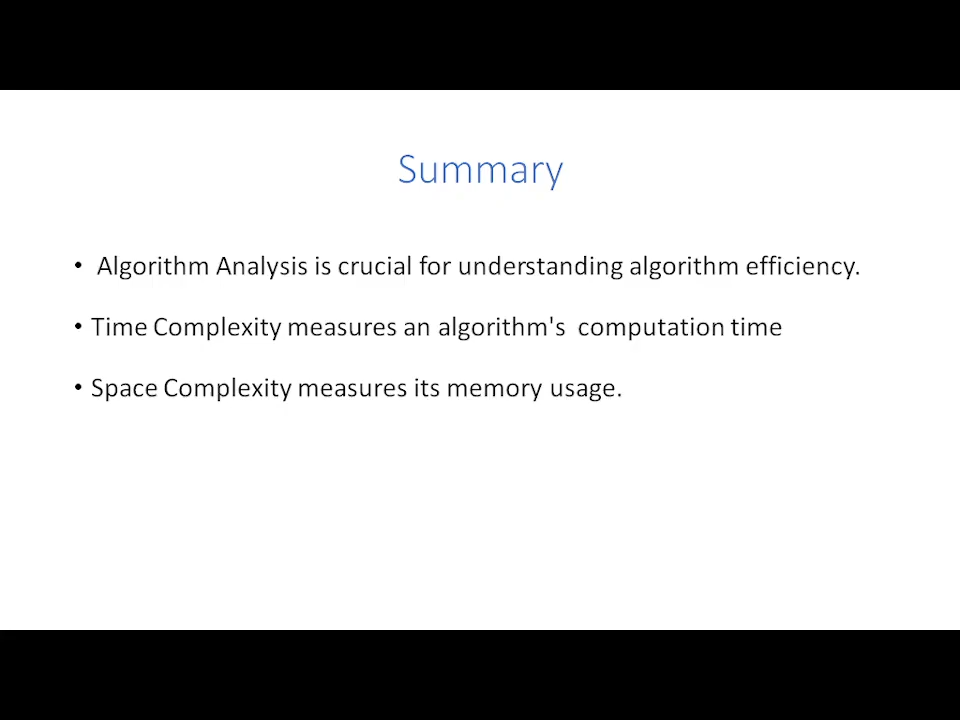 Summary
• Algorithm Analysis is crucial for understanding algorithm efficiency.
• Time Complexity measures an algorithm's  computation time
• Space Complexity measures its memory usage.